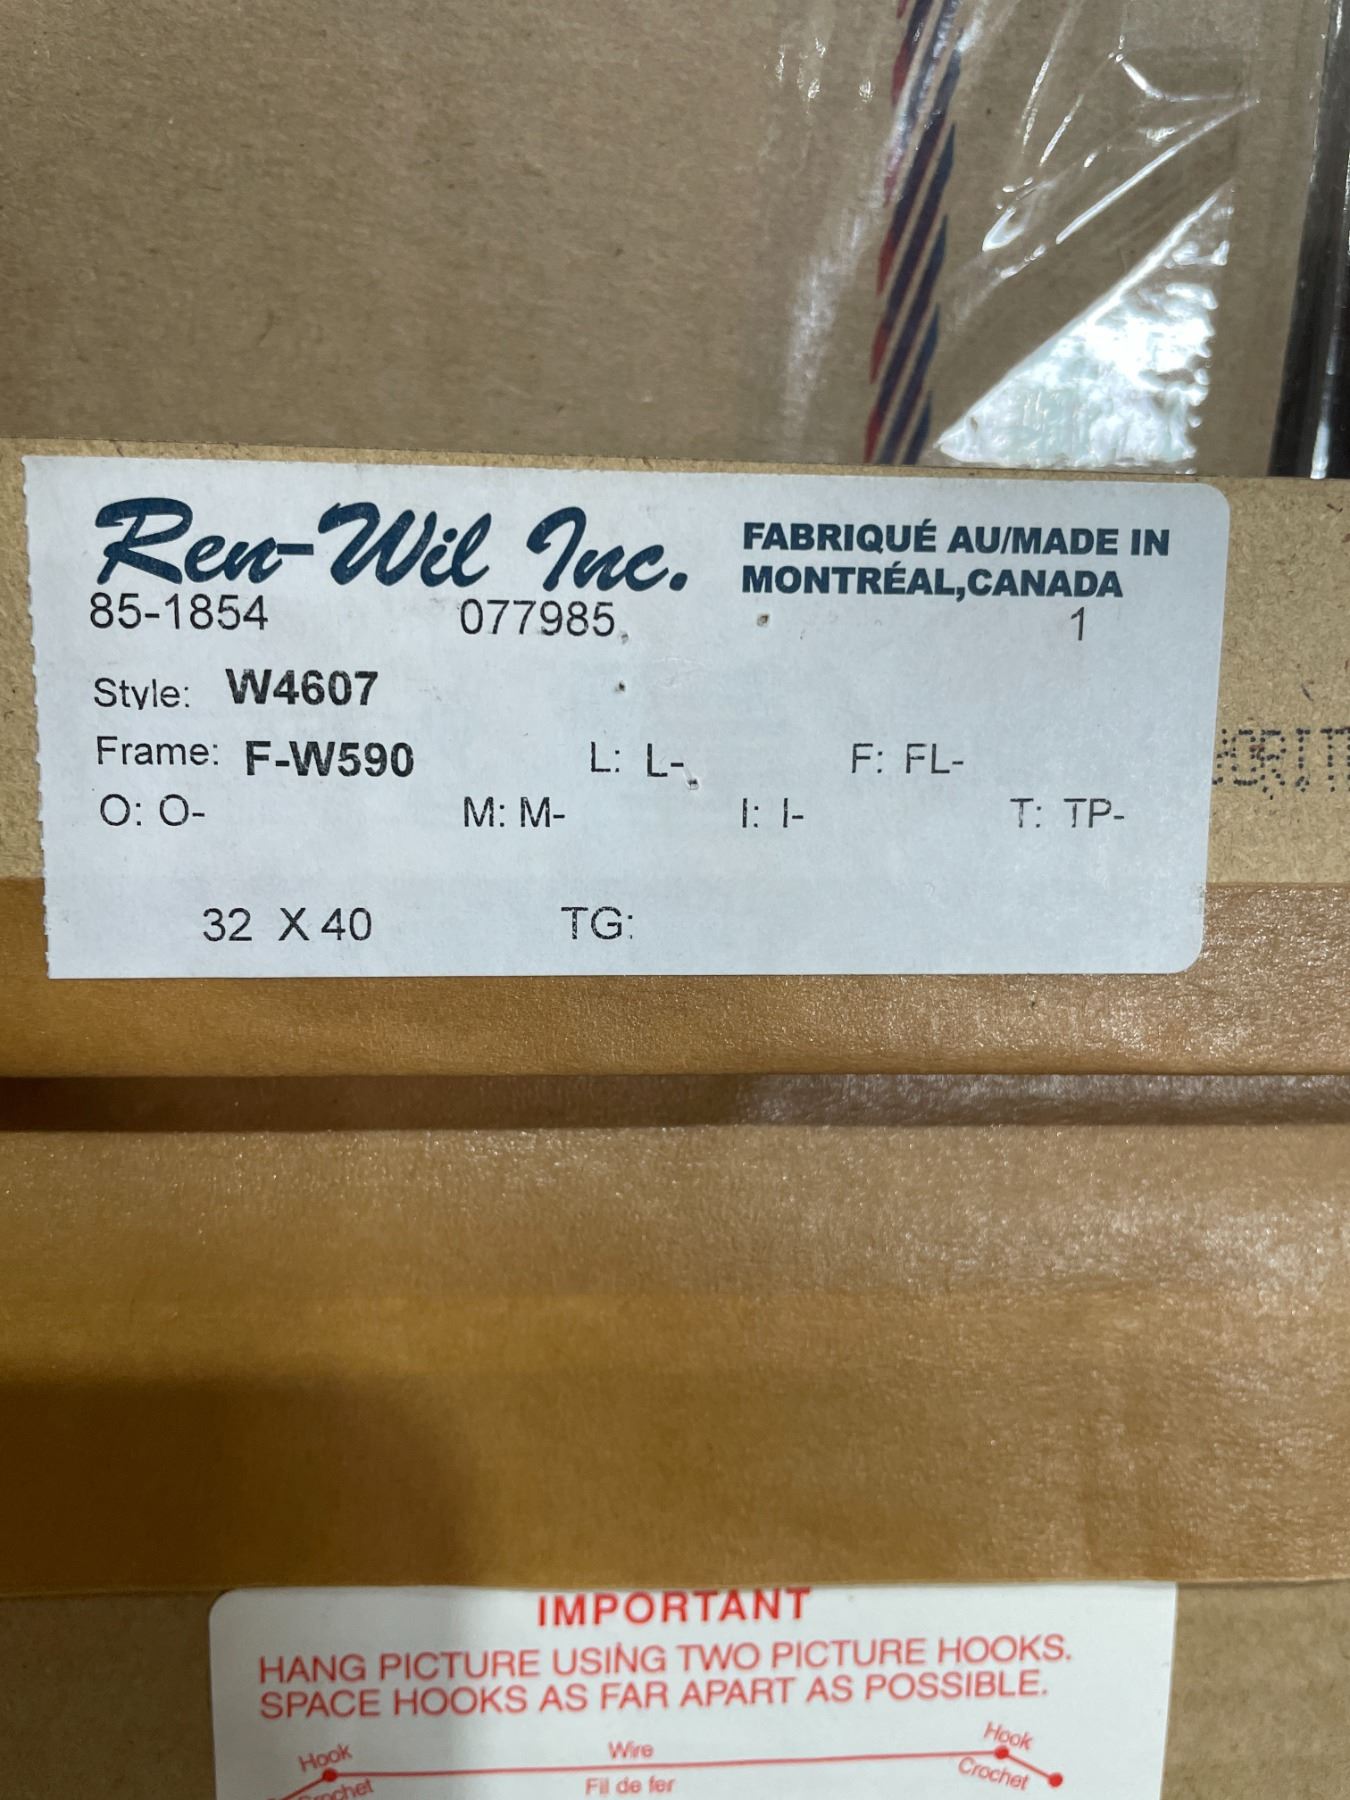 Ren-Wil Inc.
FABRIQUÉ AU/MADE IN
MONTRÉAL,CANADA
85-1854 077985 1
Style: W4607
Frame: F-W590 L: L- F: FL-
O: O- M: M- I: I- T: TP-
32 X 40 TG:
IMPORTANT
HANG PICTURE USING TWO PICTURE HOOKS.
SPACE HOOKS AS FAR APART AS POSSIBLE.
Hook Wire Hook
Crochet Fil de fer Crochet